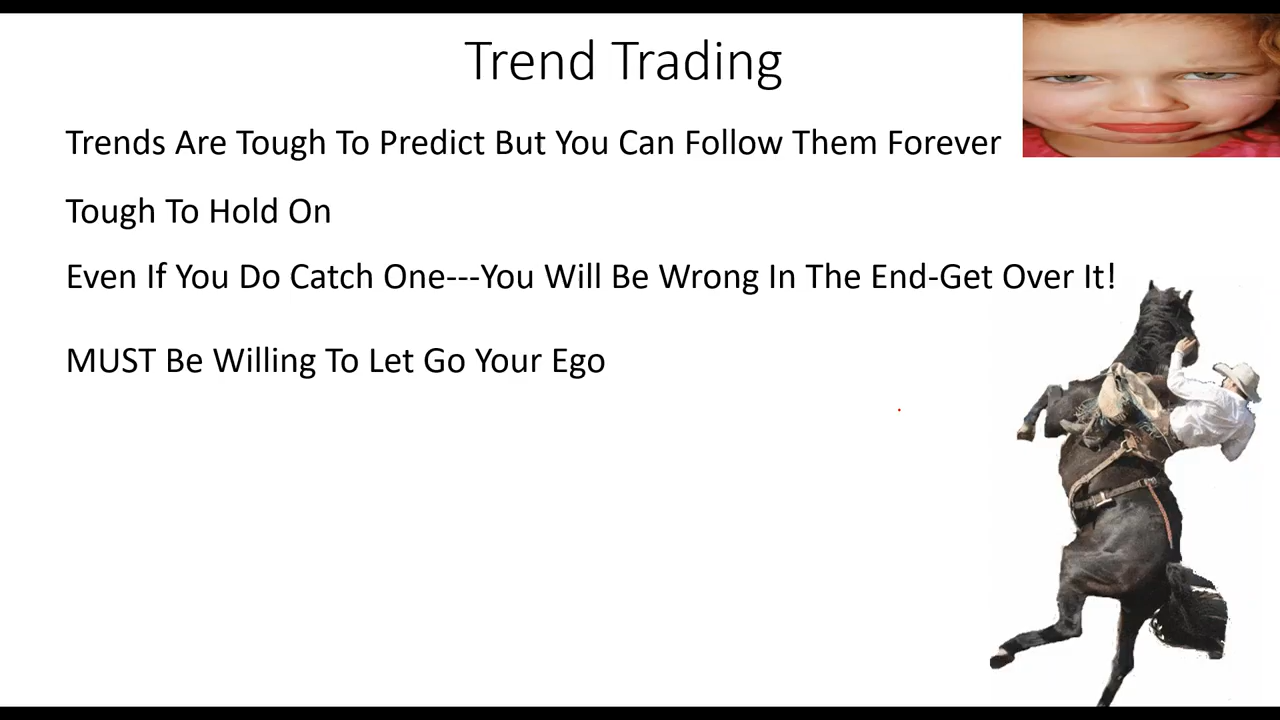 Trend Trading
Trends Are Tough To Predict But You Can Follow Them Forever
Tough To Hold On
Even If You Do Catch One---You Will Be Wrong In The End-Get Over It!
MUST Be Willing To Let Go Your Ego